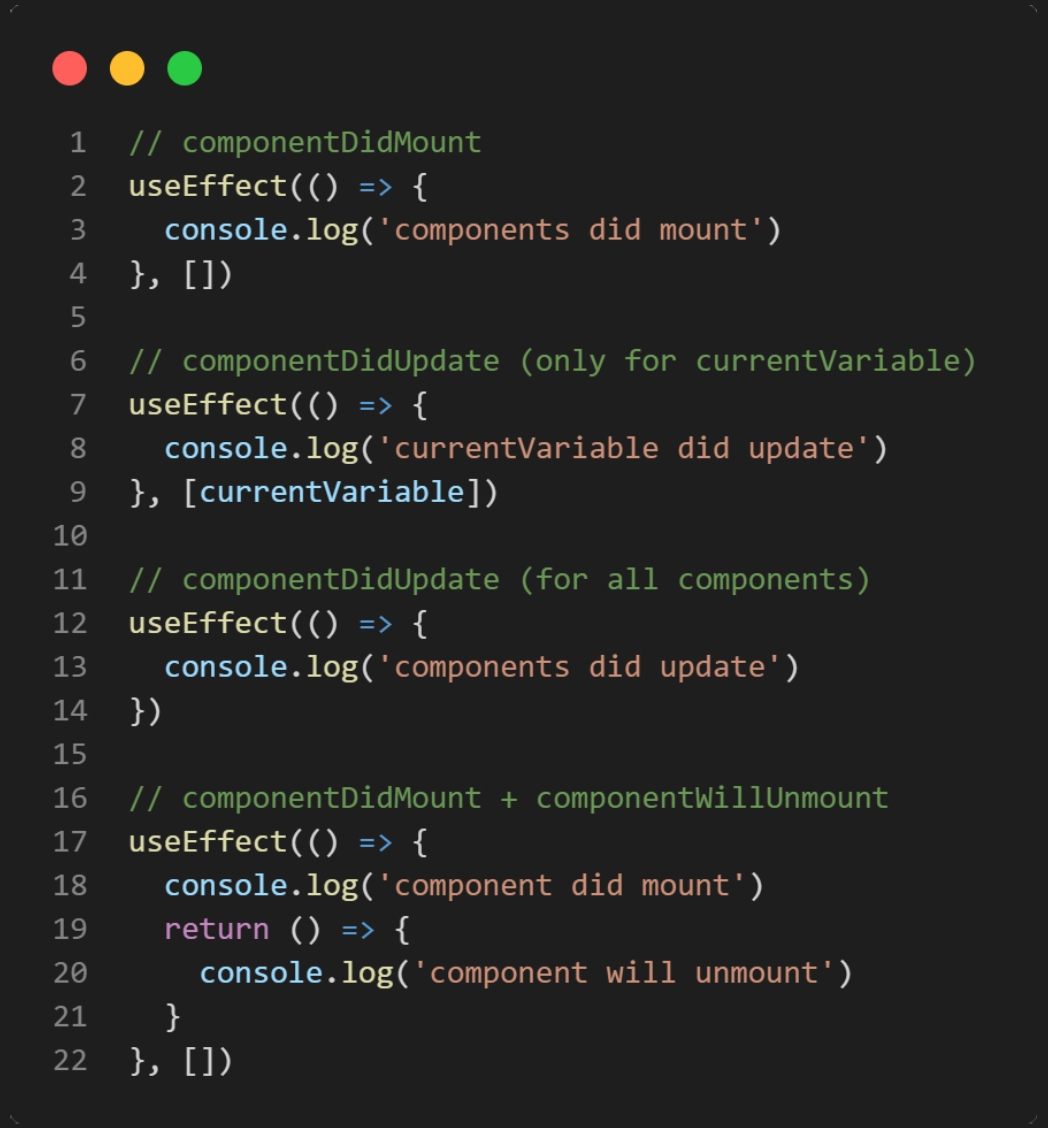 1 // componentDidMount
2 useEffect(() => {
3   console.log('components did mount')
4 }, [])
5
6 // componentDidUpdate (only for currentVariable)
7 useEffect(() => {
8   console.log('currentVariable did update')
9 }, [currentVariable])
10
11 // componentDidUpdate (for all components)
12 useEffect(() => {
13   console.log('components did update')
14 })
15
16 // componentDidMount + componentWillUnmount
17 useEffect(() => {
18   console.log('component did mount')
19   return () => {
20     console.log('component will unmount')
21   }
22 }, [])